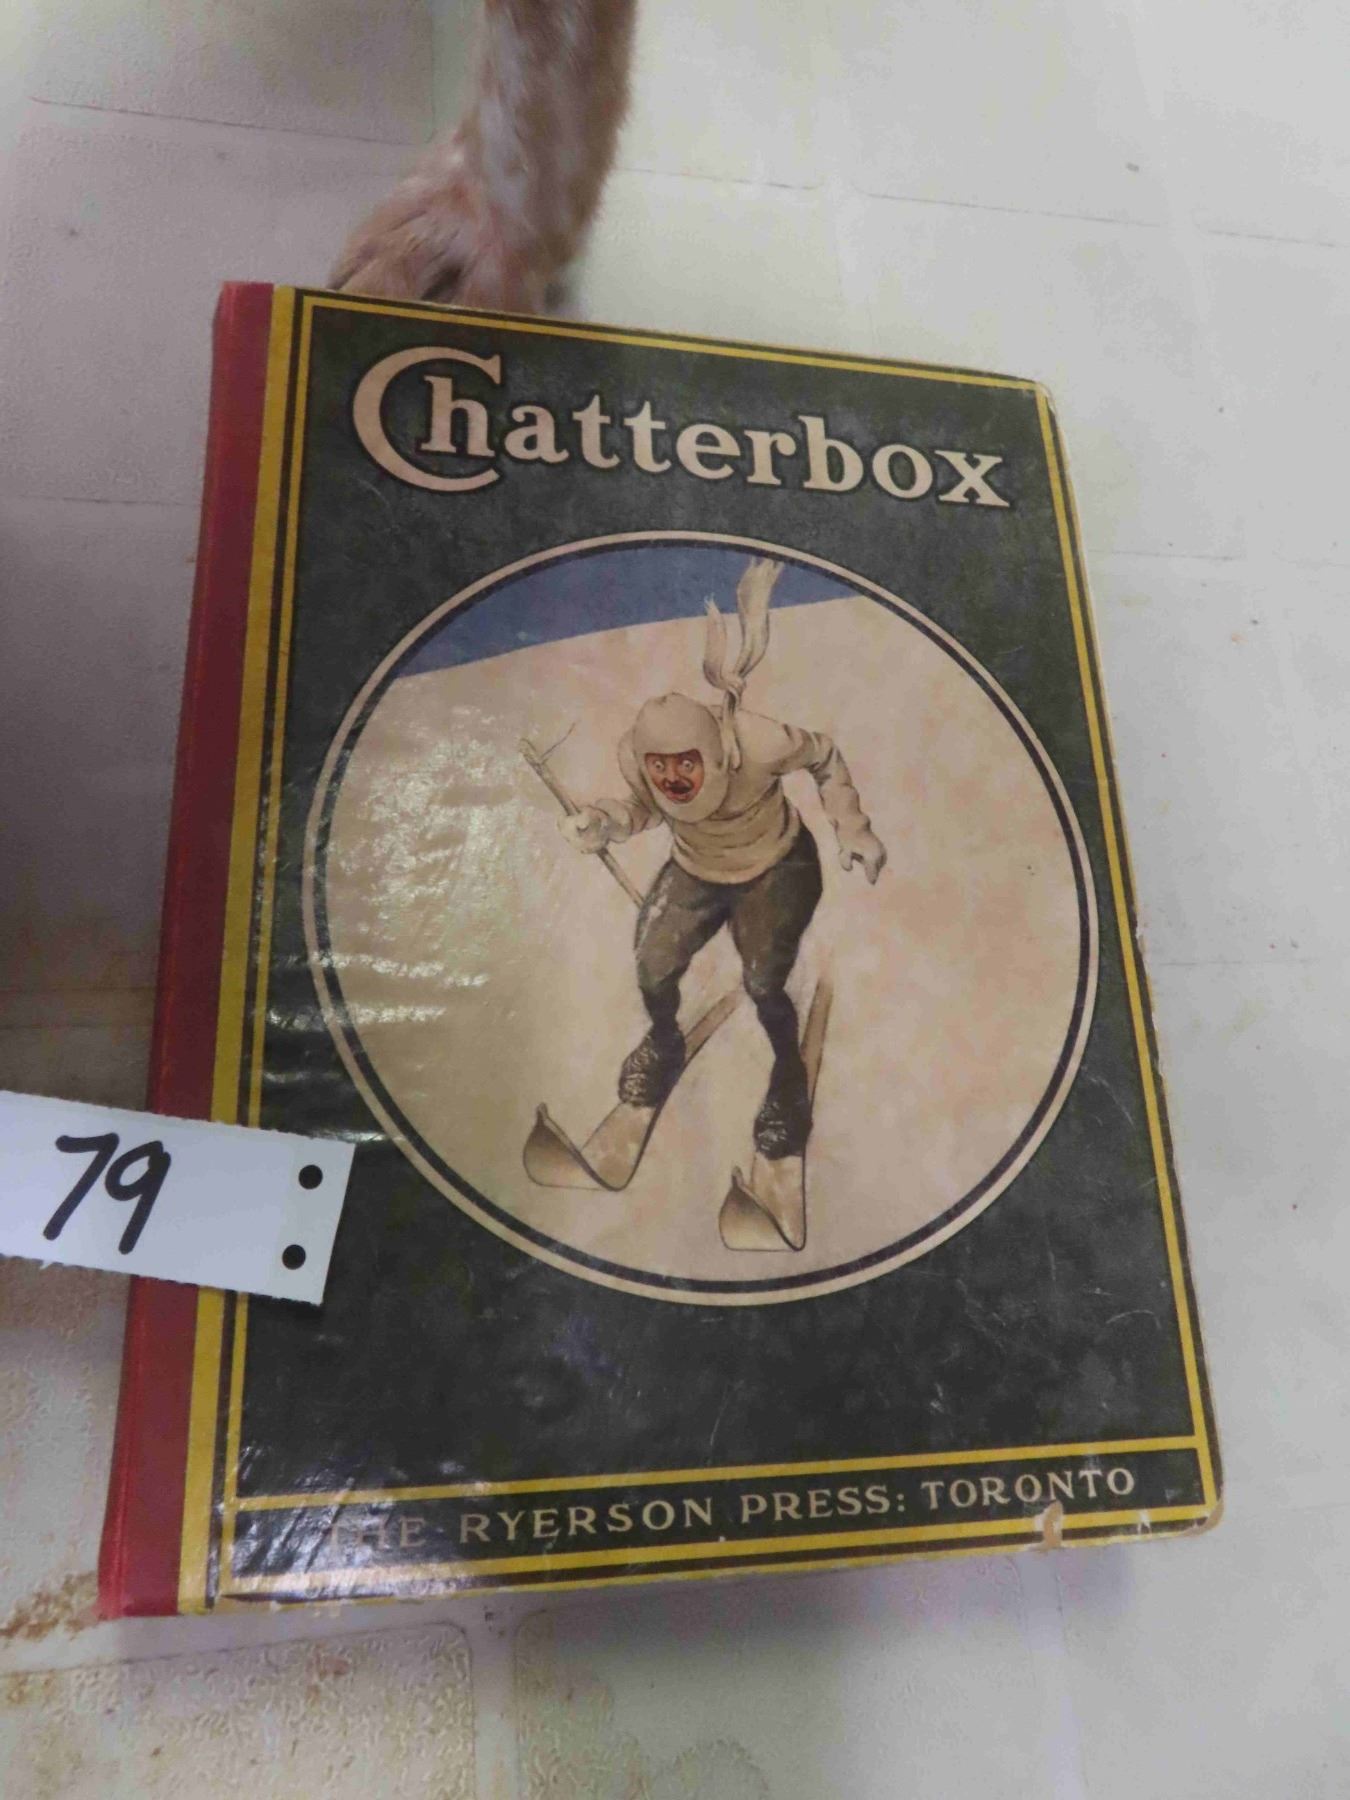 Chatterbox
79
THE RYERSON PRESS: TORONTO